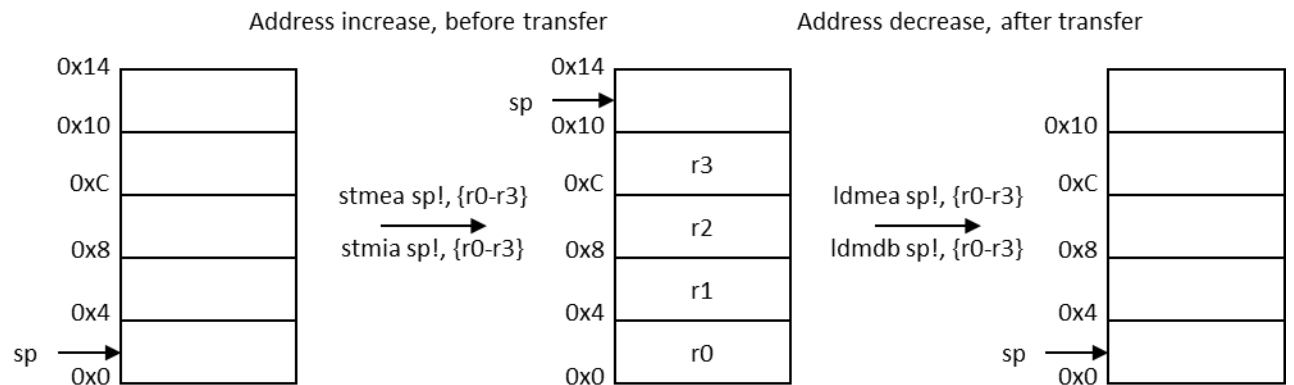 Address increase, before transfer
Address decrease, after transfer
0x14
0x10
0xC
0x8
0x4
sp
0x0
stmea sp!, {r0-r3}
stmia sp!, {r0-r3}
0x14
sp
0x10
r3
0xC
r2
0x8
r1
0x4
r0
0x0
ldmea sp!, {r0-r3}
ldmdb sp!, {r0-r3}
0x10
0xC
0x8
0x4
sp
0x0